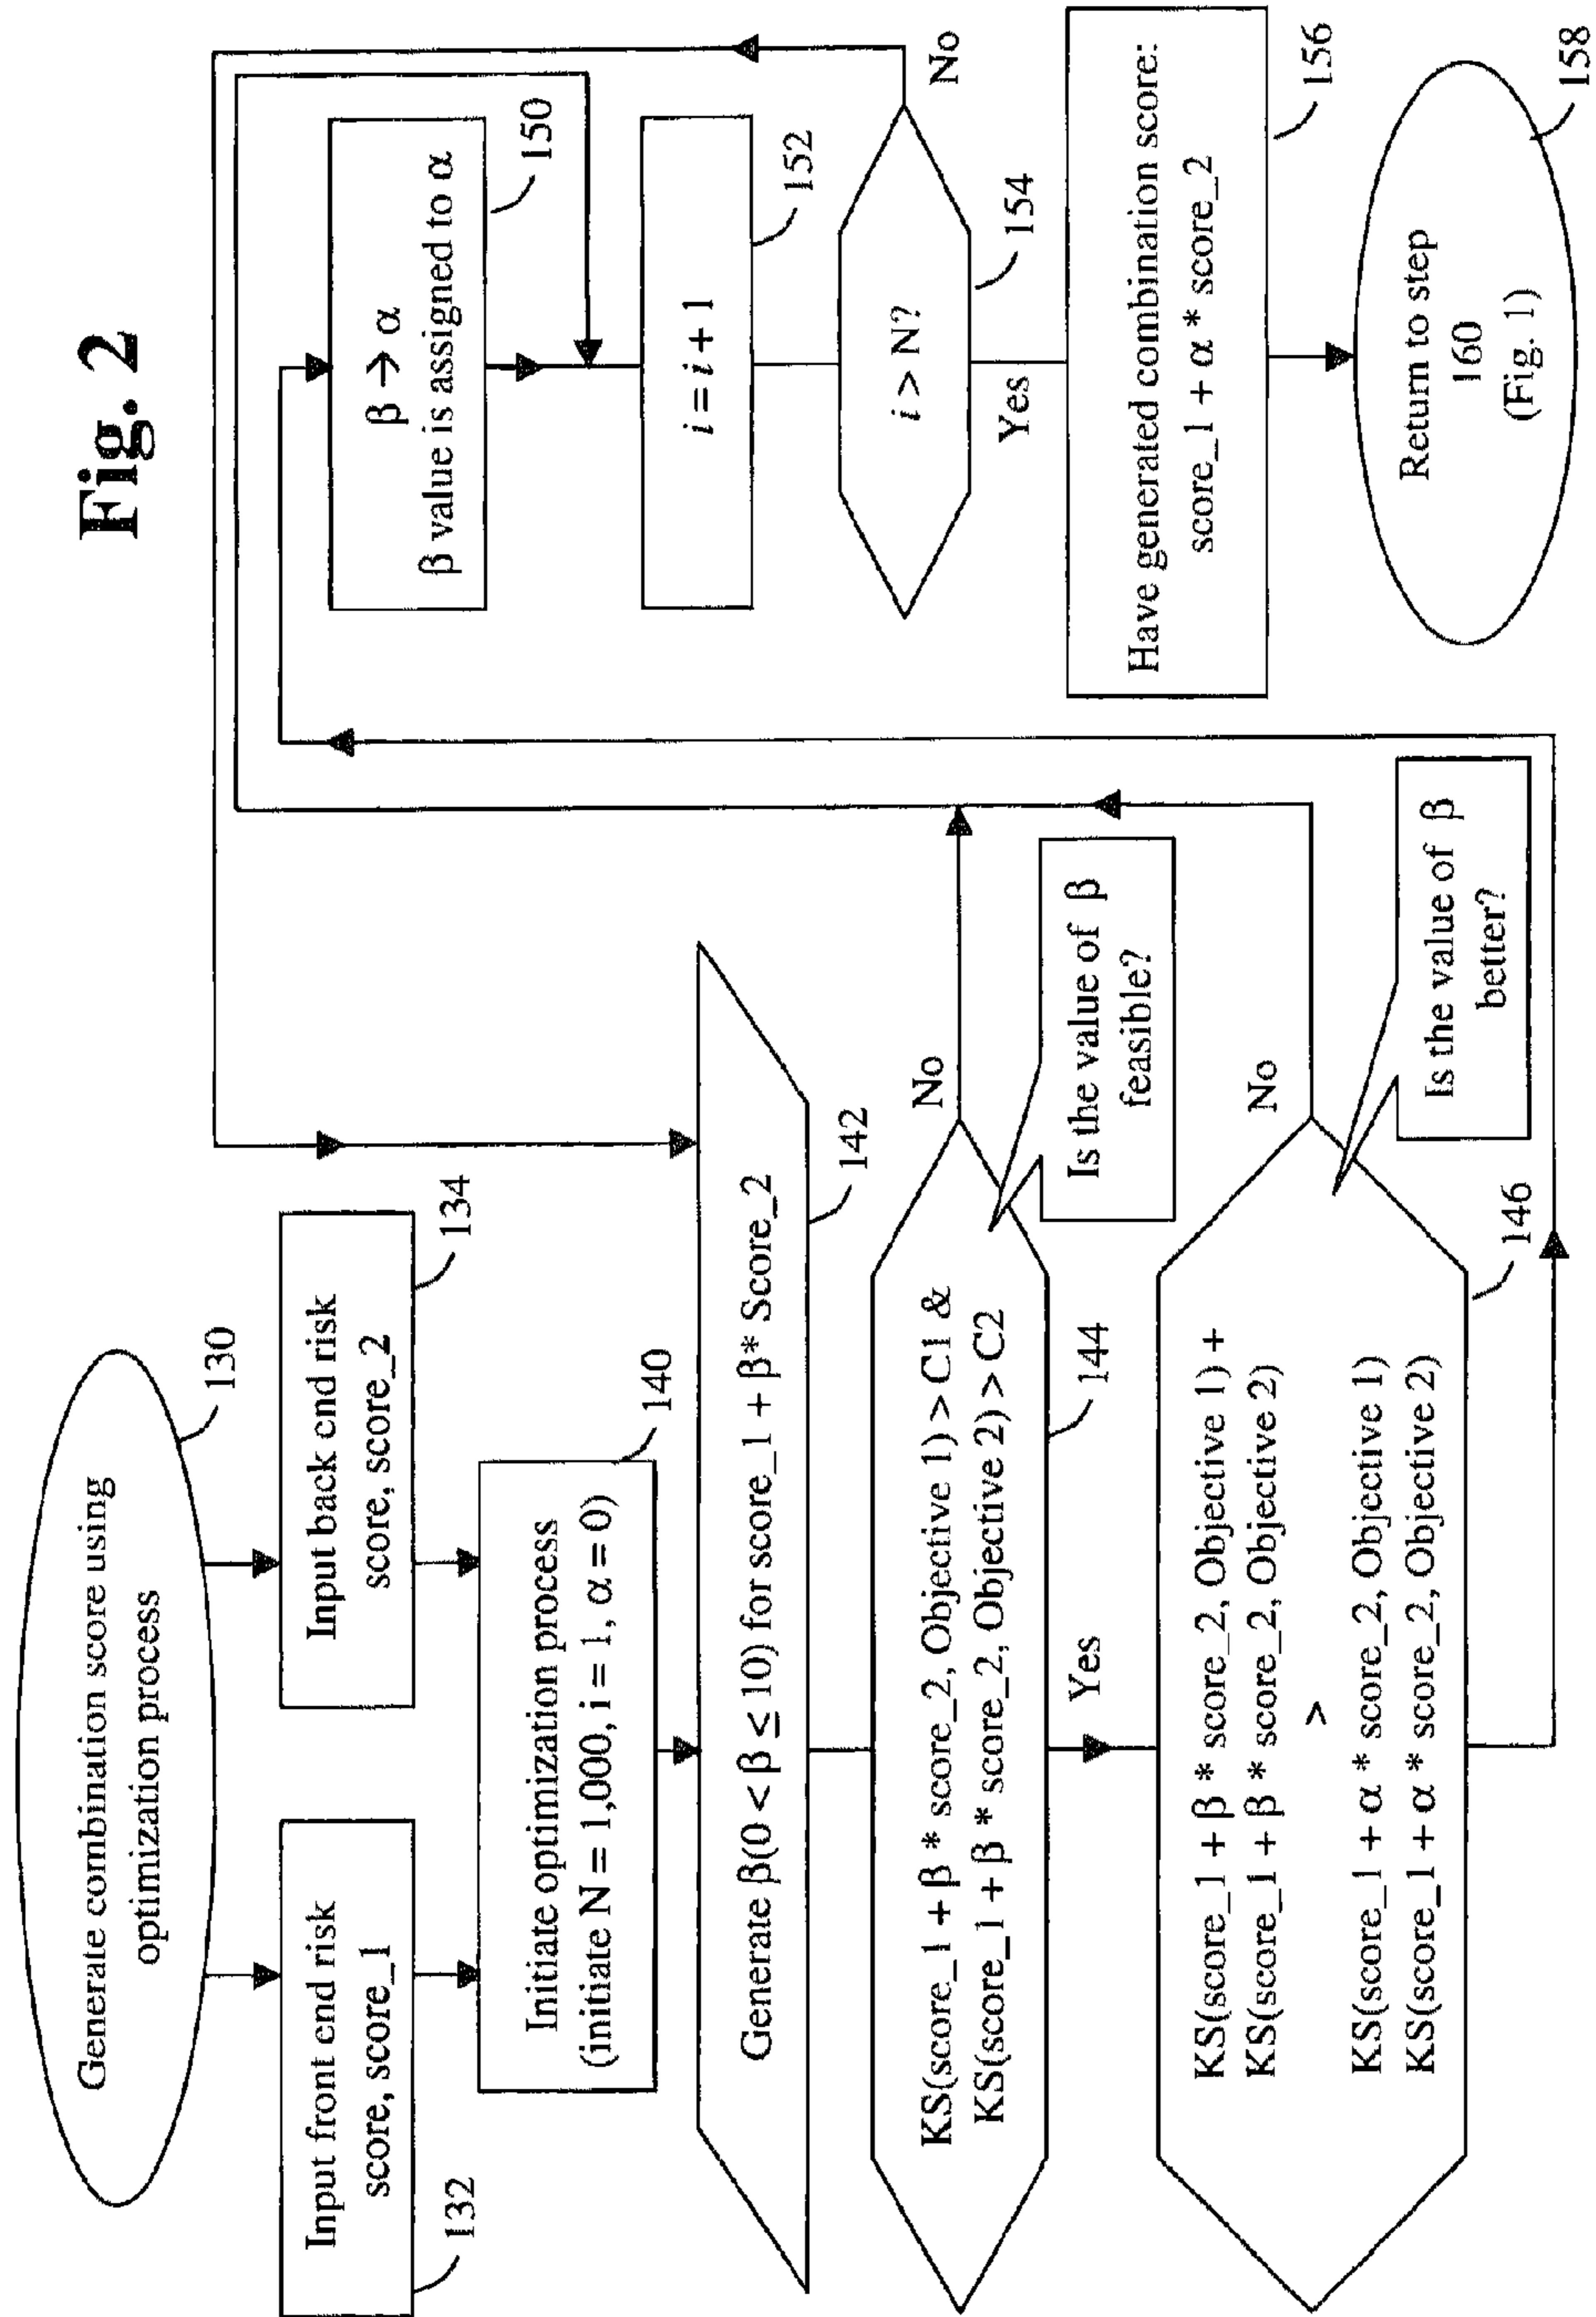 Fig. 2
Generate combination score using
optimization process
130
Input front end risk
score, score_1
132
Input back end risk
score, score_2
134
Initiate optimization process
(initiate N = 1,000, i = 1, α = 0)
140
Generate β(0 < β ≤ 10) for score_1 + β* Score_2
142
KS(score_1 + β * score_2, Objective 1) > C1 &
KS(score_1 + β * score_2, Objective 2) > C2
144
No
Is the value of β
feasible?
Yes
KS(score_1 + β * score_2, Objective 1) +
KS(score_1 + β * score_2, Objective 2)
>
KS(score_1 + α * score_2, Objective 1)
KS(score_1 + α * score_2, Objective 2)
146
No
Is the value of β
better?
β → α
β value is assigned to α
150
i = i + 1
152
i > N?
154
No
Yes
Have generated combination score:
score_1 + α * score_2
156
Return to step
160
(Fig. 1)
158